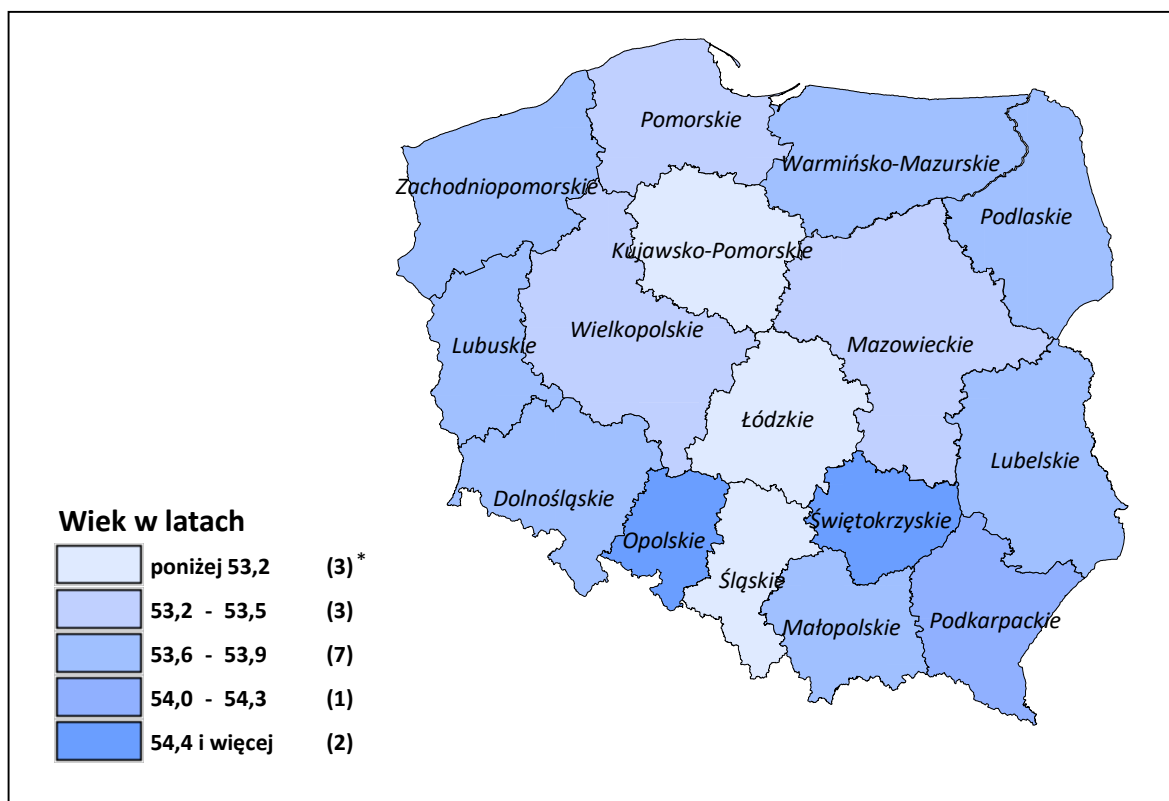 Pomorskie
Warmińsko-Mazurskie
Zachodniopomorskie
Podlaskie
Kujawsko-Pomorskie
Wielkopolskie
Mazowieckie
Lubuskie
Łódzkie
Lubelskie
Dolnośląskie
Opolskie
Świętokrzyskie
Śląskie
Małopolskie
Podkarpackie
Wiek w latach
poniżej 53,2 (3)*
53,2 - 53,5 (3)
53,6 - 53,9 (7)
54,0 - 54,3 (1)
54,4 i więcej (2)